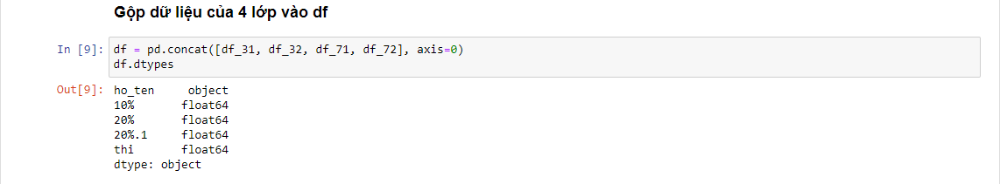 Gộp dữ liệu của 4 lớp vào df
In [9]: df = pd.concat([df_31, df_32, df_71, df_72], axis=0)
df.dtypes
Out[9]: ho_ten     object
10%       float64
20%       float64
20%.1     float64
thi       float64
dtype: object